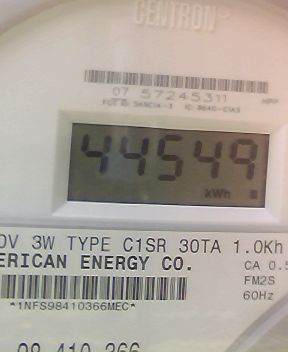 CENTRON
07 57245311
44549
kWh
0V 3W TYPE C1SR 30TA 1.0Kh
ERICAN ENERGY CO.
CA 0.5
FM2S
60Hz
*1NFS98410366MEC*
98 410 366